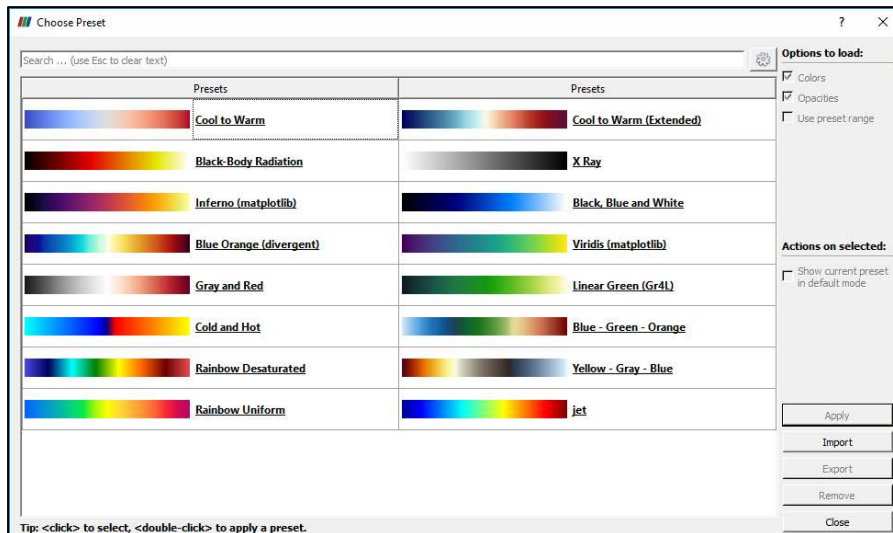 Choose Preset
?
Search ... (use Esc to clear text)
Options to load:
Presets
Presets
Colors
Opacities
Use preset range
Cool to Warm
Cool to Warm (Extended)
Black-Body Radiation
X Ray
Inferno (matplotlib)
Black, Blue and White
Blue Orange (divergent)
Viridis (matplotlib)
Actions on selected:
Show current preset
in default mode
Gray and Red
Linear Green (Gr4L)
Cold and Hot
Blue - Green - Orange
Rainbow Desaturated
Yellow - Gray - Blue
Rainbow Uniform
jet
Apply
Import
Export
Remove
Close
Tip: <click> to select, <double-click> to apply a preset.